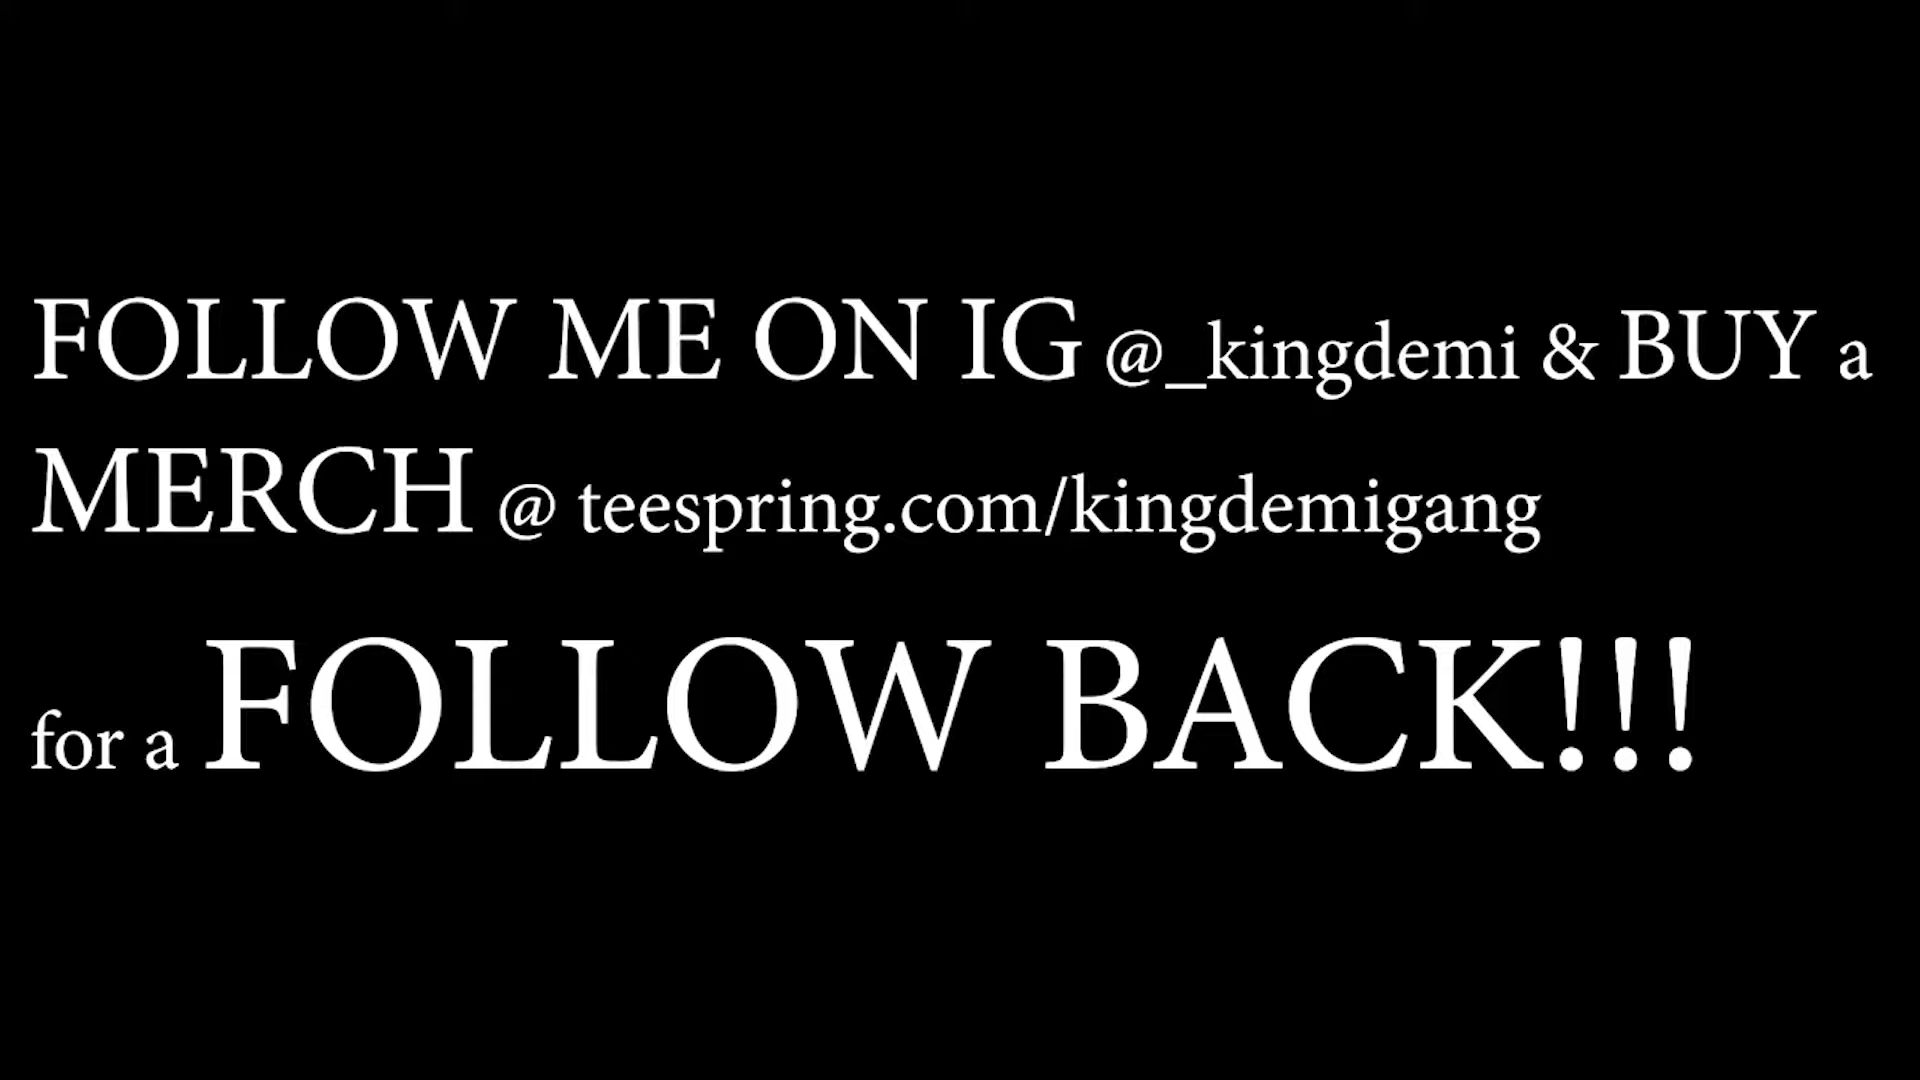 FOLLOW ME ON IG @_kingdemi & BUY a
MERCH @ teespring.com/kingdemigang
for a FOLLOW BACK!!!